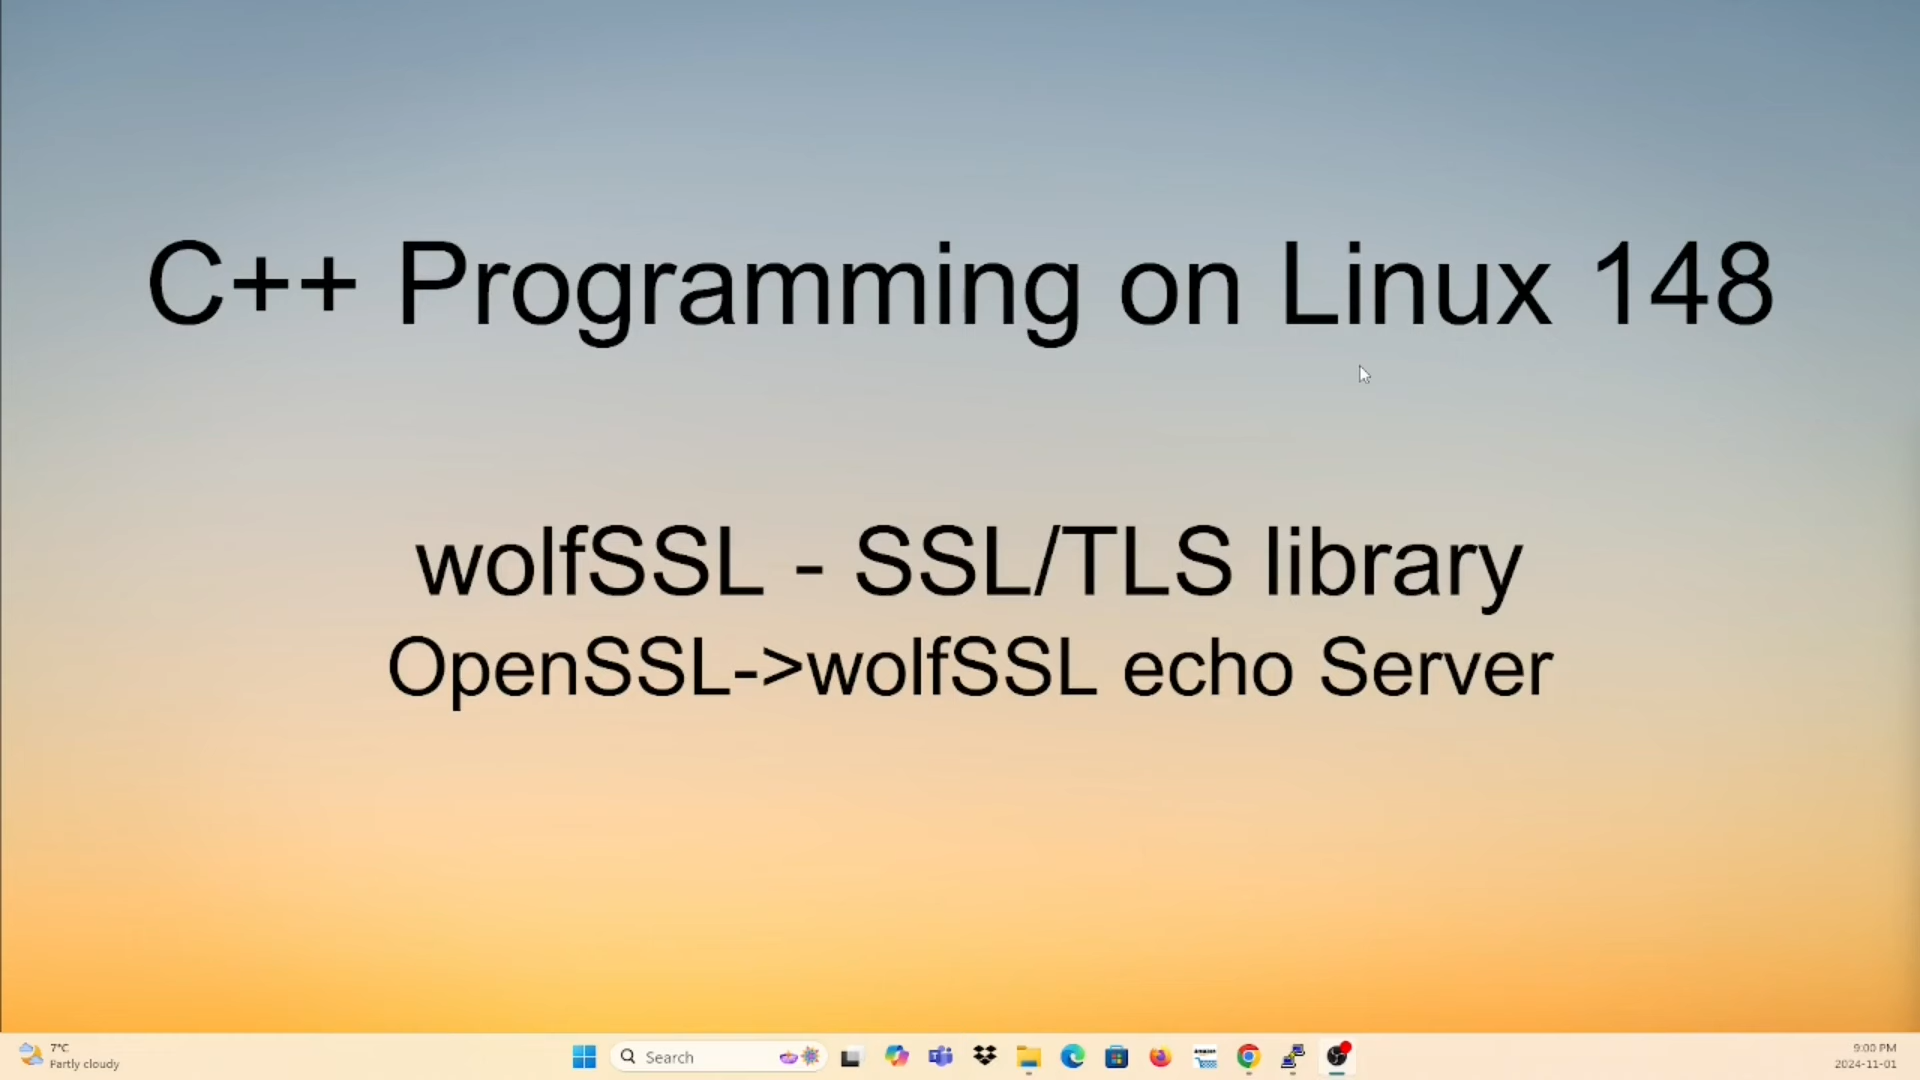 C++ Programming on Linux 148
wolfSSL - SSL/TLS library
OpenSSL->wolfSSL echo Server
7°C
Partly cloudy
Search
amazon
9:00 PM
2024-11-01